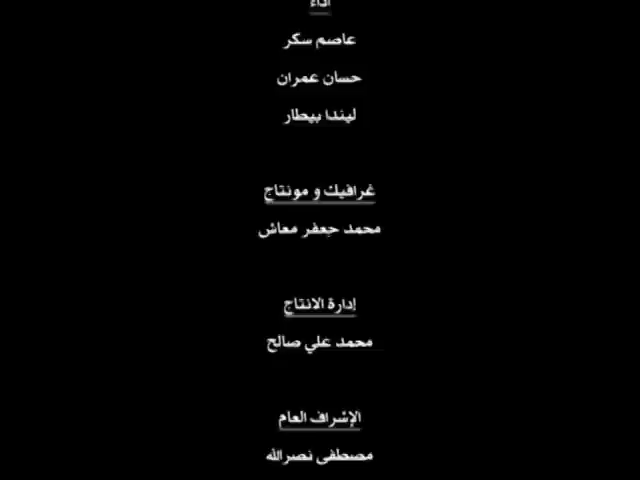 أداء
عاصم سكر
حسان عمران
ليندا بيطار
غرافيك و مونتاج
محمد جعفر معاش
إدارة الانتاج
محمد علي صالح
الإشراف العام
مصطفى نصرالله